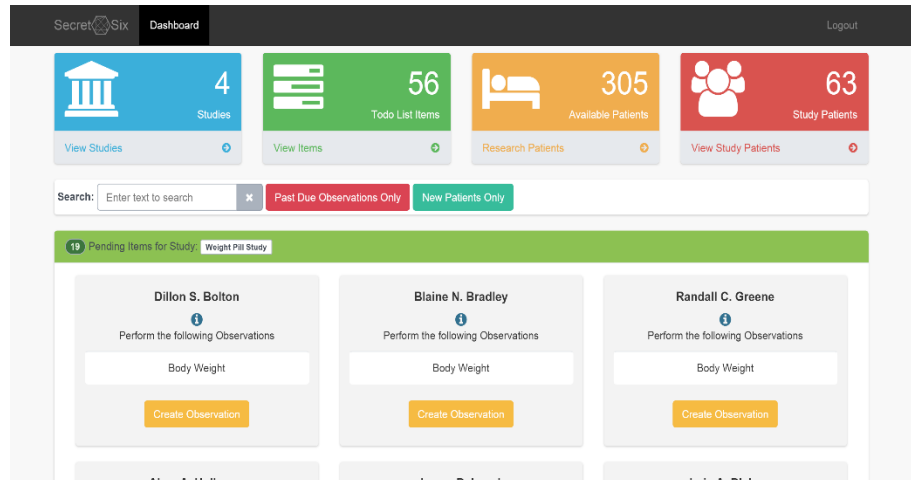 Secret Six Dashboard Logout
4
Studies
View Studies
56
Todo List Items
View Items
305
Available Patients
Research Patients
63
Study Patients
View Study Patients
Search: Enter text to search × Past Due Observations Only New Patients Only
19 Pending Items for Study: Weight Pill Study
Dillon S. Bolton
Perform the following Observations
Body Weight
Create Observation
Blaine N. Bradley
Perform the following Observations
Body Weight
Create Observation
Randall C. Greene
Perform the following Observations
Body Weight
Create Observation